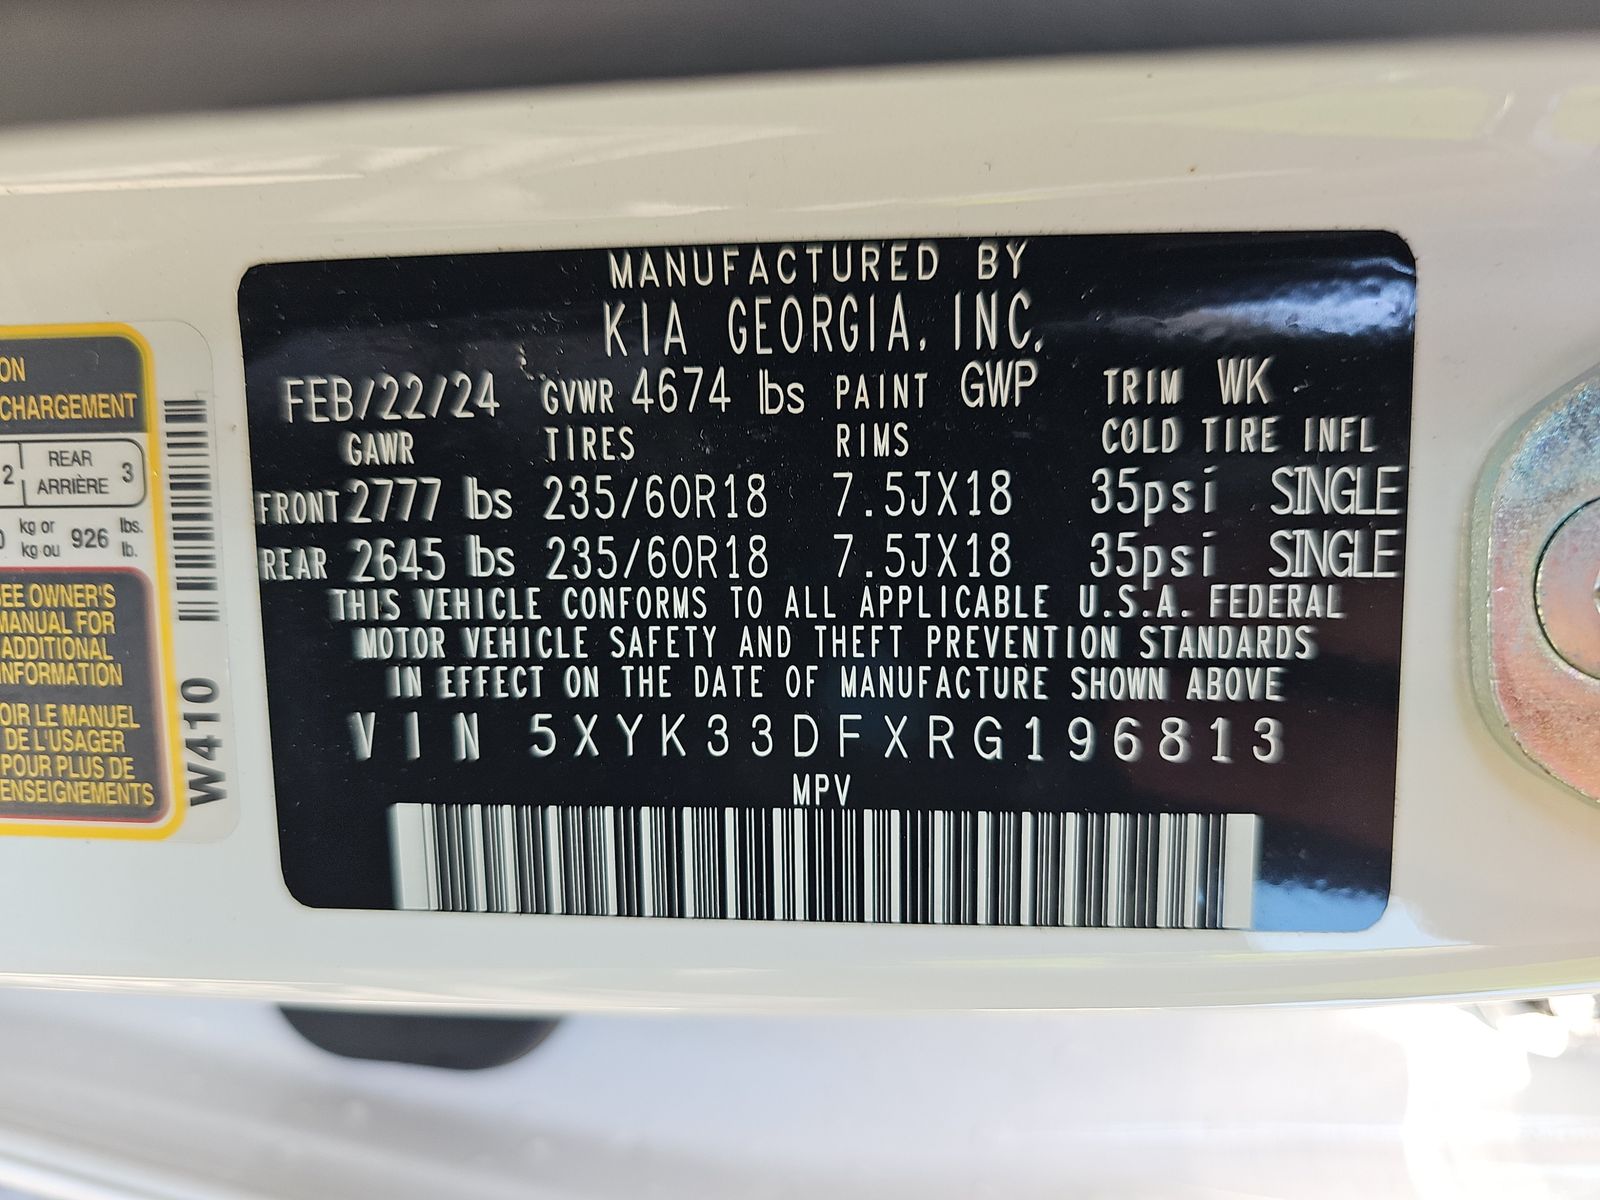 MANUFACTURED BY
KIA GEORGIA, INC.
FEB/22/24 GVWR 4674 lbs PAINT GWP TRIM WK
GAWR TIRES RIMS COLD TIRE INFL
FRONT 2777 lbs 235/60R18 7.5JX18 35psi SINGLE
REAR 2645 lbs 235/60R18 7.5JX18 35psi SINGLE
THIS VEHICLE CONFORMS TO ALL APPLICABLE U.S.A. FEDERAL
MOTOR VEHICLE SAFETY AND THEFT PREVENTION STANDARDS
IN EFFECT ON THE DATE OF MANUFACTURE SHOWN ABOVE
VIN 5XYK33DFXRG196813
MPV
CHARGEMENT
2 REAR
ARRIÈRE 3
kg or
kg ou 926 lbs.
lb.
SEE OWNER'S
MANUAL FOR
ADDITIONAL
INFORMATION
VOIR LE MANUEL
DE L'USAGER
POUR PLUS DE
RENSEIGNEMENTS
W410